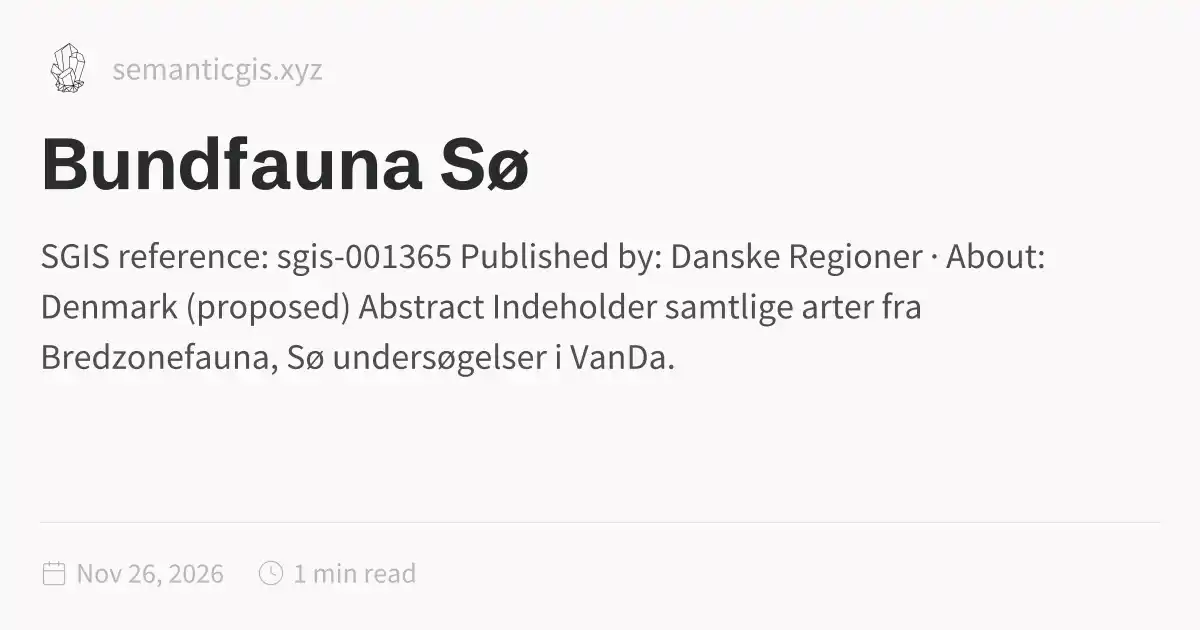 semanticgis.xyz
Bundfauna Sø
SGIS reference: sgis-001365 Published by: Danske Regioner · About:
Denmark (proposed) Abstract Indeholder samtlige arter fra
Bredzonefauna, Sø undersøgelser i VanDa.
Nov 26, 2026 1 min read